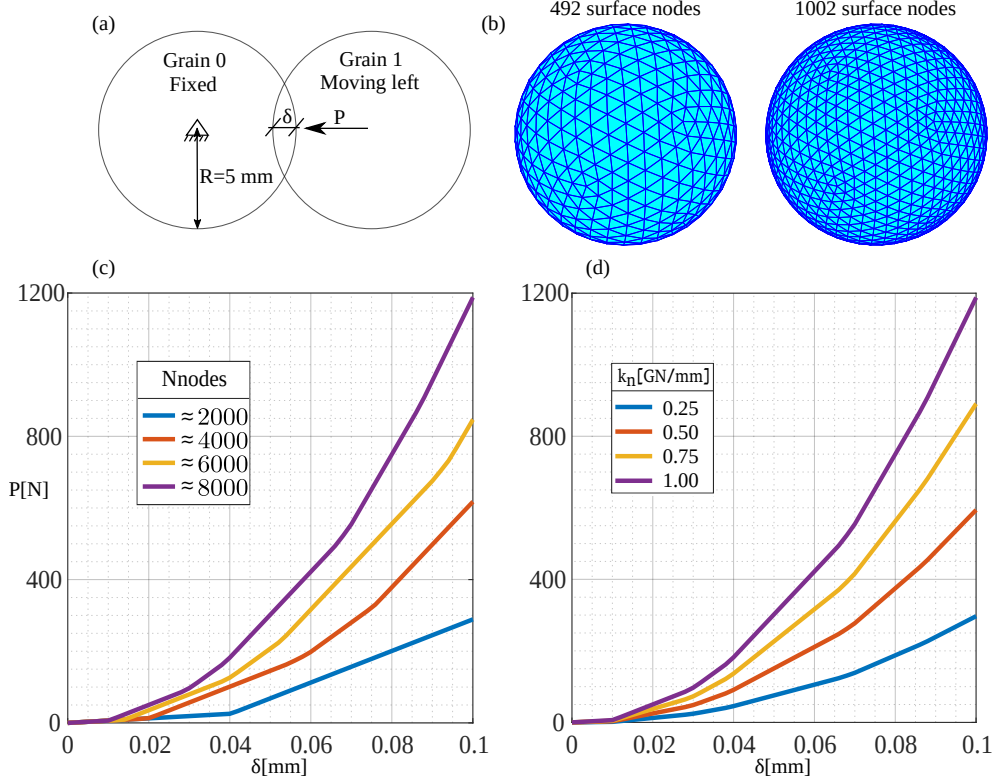 (a)
Grain 0
Fixed
Grain 1
Moving left
δ
P
R=5 mm
(b)
492 surface nodes
1002 surface nodes
(c)
1200
800
400
0
P[N]
Nnodes
≈2000
≈4000
≈6000
≈8000
0
0.02
0.04
0.06
0.08
0.1
δ[mm]
(d)
1200
800
400
0
kn[GN/mm]
0.25
0.50
0.75
1.00
0
0.02
0.04
0.06
0.08
0.1
δ[mm]